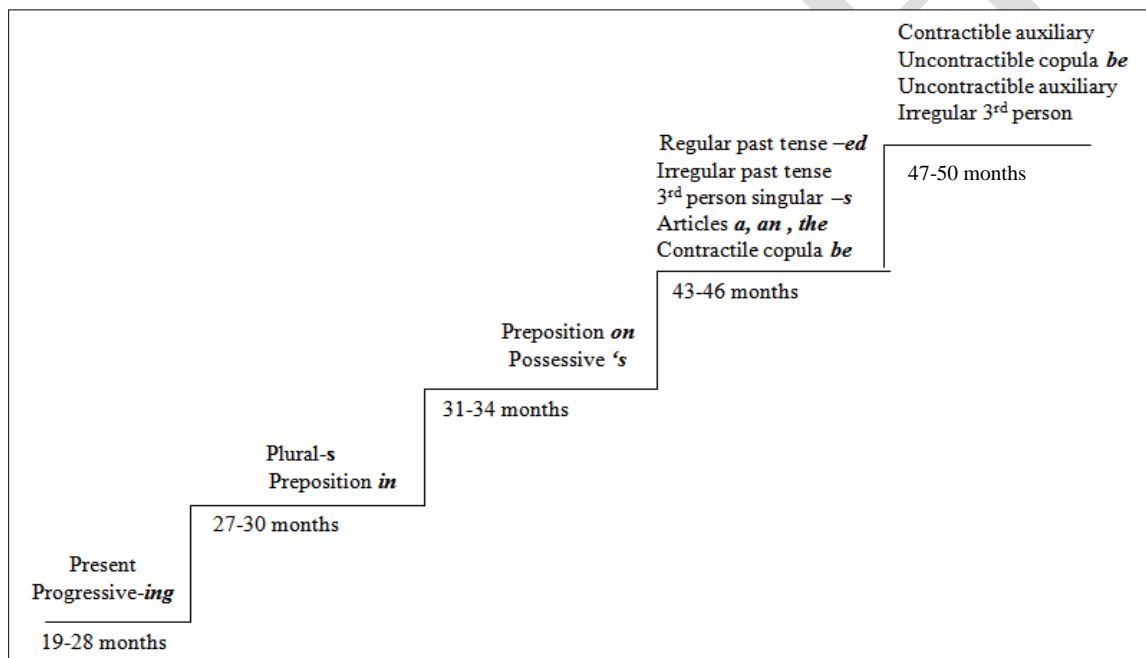 Contractible auxiliary
Uncontractible copula be
Uncontractible auxiliary
Irregular 3rd person
47-50 months
Regular past tense –ed
Irregular past tense
3rd person singular –s
Articles a, an , the
Contractile copula be
43-46 months
Preposition on
Possessive ‘s
31-34 months
Plural-s
Preposition in
27-30 months
Present
Progressive-ing
19-28 months